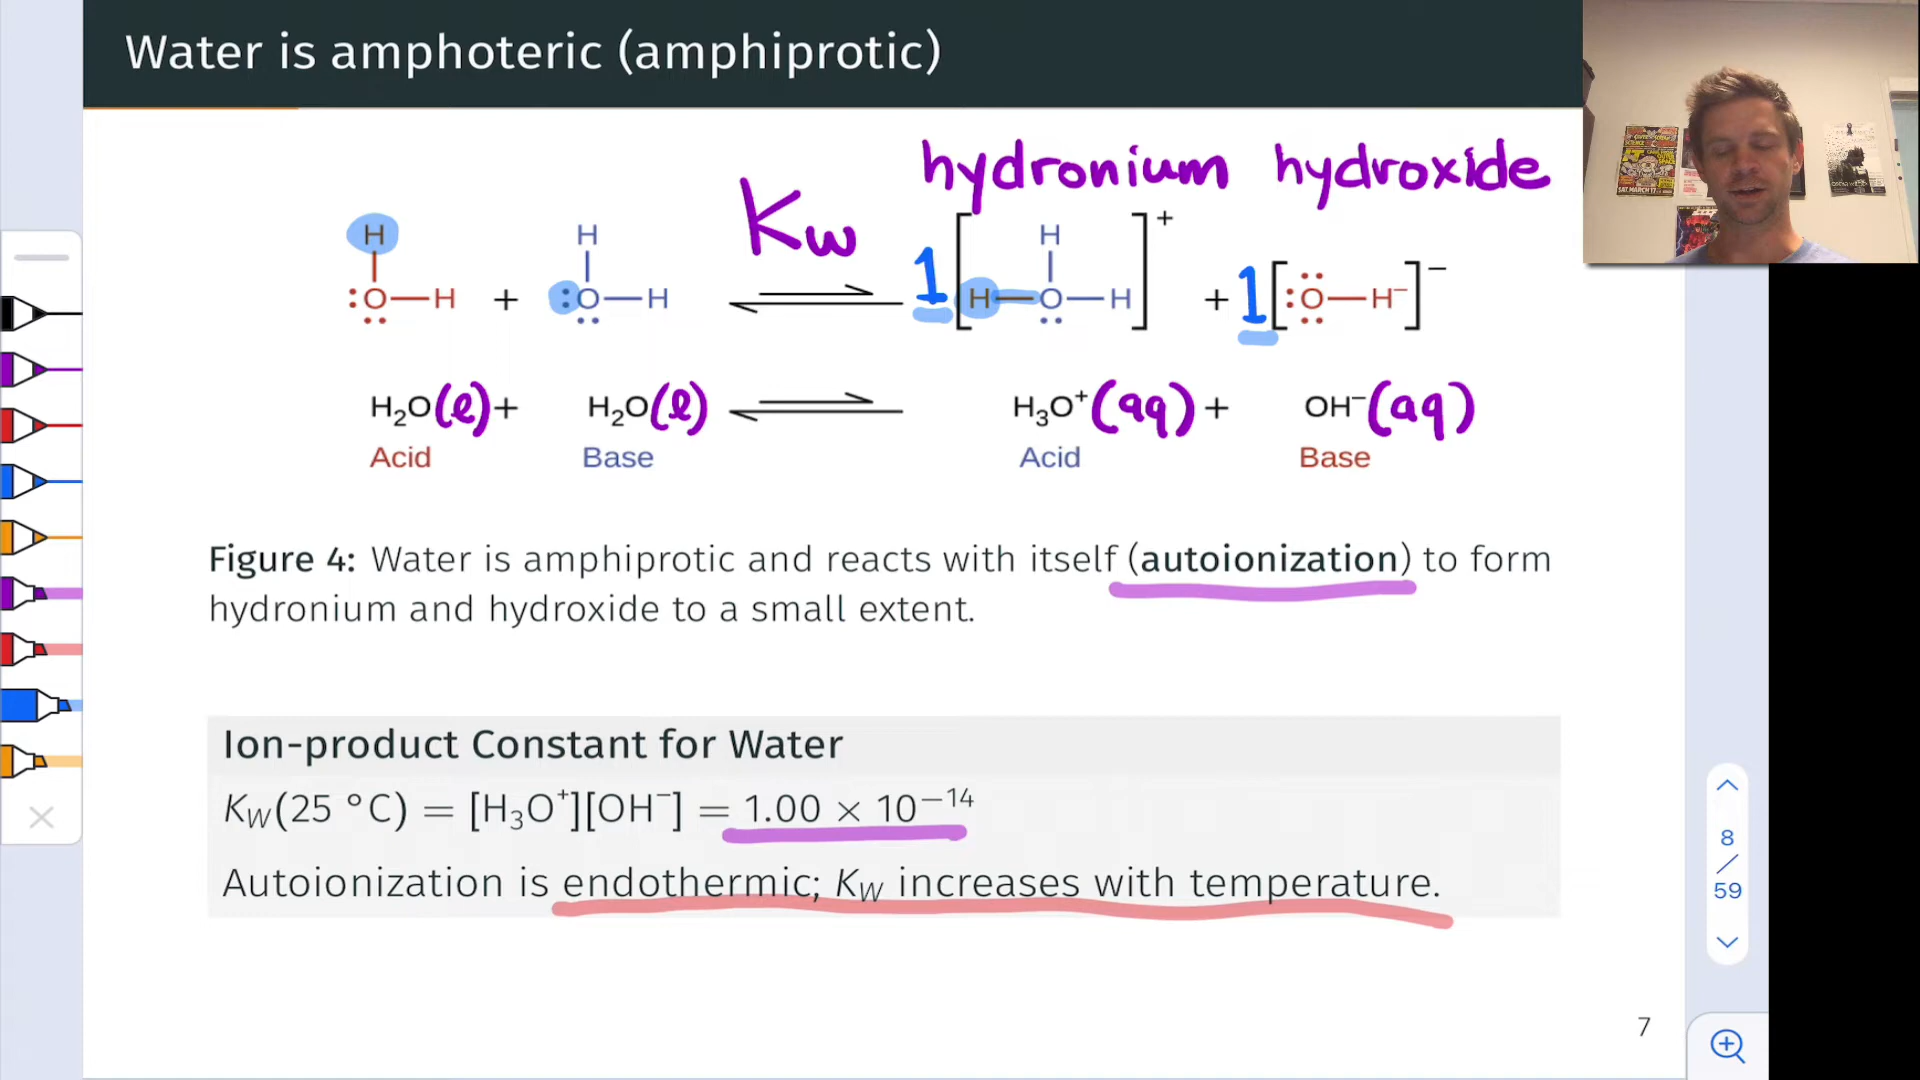 Water is amphoteric (amphiprotic)
hydronium hydroxide
Kw
H H H +
:O—H + :O—H ⇌ 1[H—O—H] + 1[:O—H⁻]⁻
H₂O(l) + H₂O(l) ⇌ H₃O⁺(aq) + OH⁻(aq)
Acid Base Acid Base
Figure 4: Water is amphiprotic and reacts with itself (autoionization) to form
hydronium and hydroxide to a small extent.
Ion-product Constant for Water
K_W(25 °C) = [H₃O⁺][OH⁻] = 1.00 × 10⁻¹⁴
Autoionization is endothermic; K_W increases with temperature.
8
/
59
7